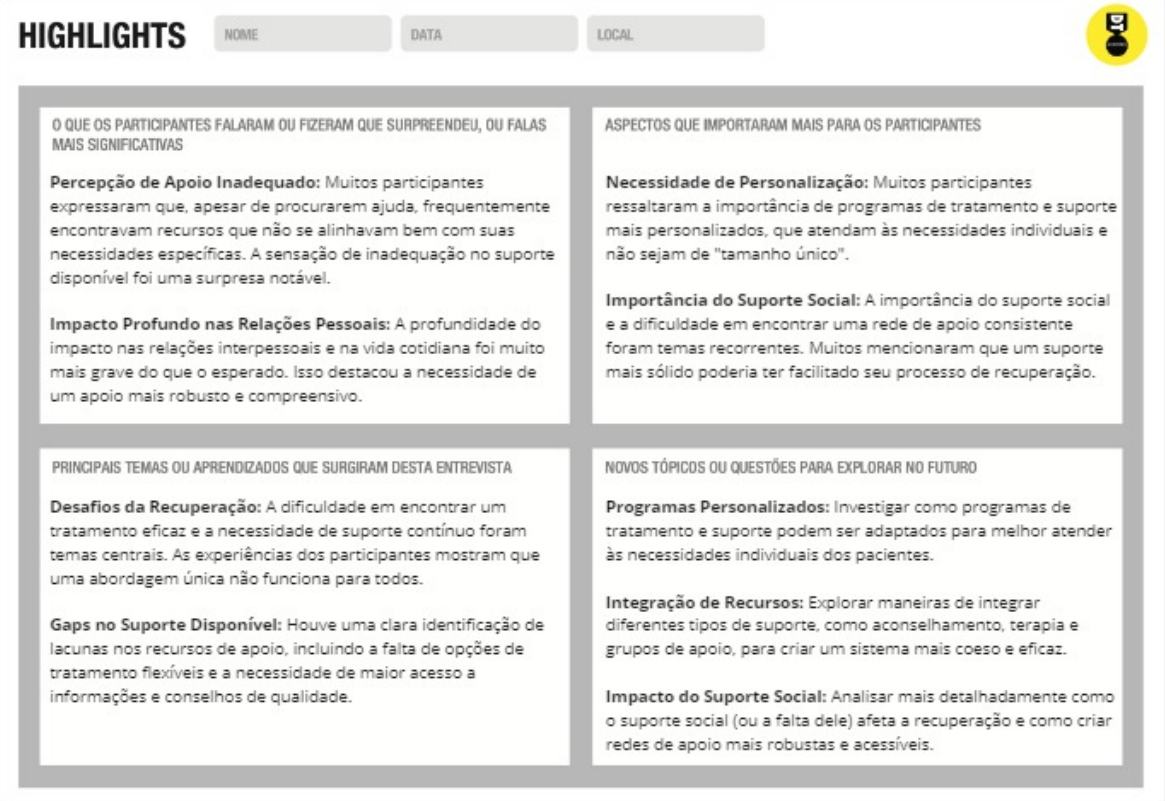 HIGHLIGHTS
NOME
DATA
LOCAL
DT
O QUE OS PARTICIPANTES FALARAM OU FIZERAM QUE SURPREENDEU, OU FALAS
MAIS SIGNIFICATIVAS
Percepção de Apoio Inadequado: Muitos participantes
expressaram que, apesar de procurarem ajuda, frequentemente
encontravam recursos que não se alinhavam bem com suas
necessidades específicas. A sensação de inadequação no suporte
disponível foi uma surpresa notável.
Impacto Profundo nas Relações Pessoais: A profundidade do
impacto nas relações interpessoais e na vida cotidiana foi muito
mais grave do que o esperado. Isso destacou a necessidade de
um apoio mais robusto e compreensivo.
ASPECTOS QUE IMPORTARAM MAIS PARA OS PARTICIPANTES
Necessidade de Personalização: Muitos participantes
ressaltaram a importância de programas de tratamento e suporte
mais personalizados, que atendam às necessidades individuais e
não sejam de "tamanho único".
Importância do Suporte Social: A importância do suporte social
e a dificuldade em encontrar uma rede de apoio consistente
foram temas recorrentes. Muitos mencionaram que um suporte
mais sólido poderia ter facilitado seu processo de recuperação.
PRINCIPAIS TEMAS OU APRENDIZADOS QUE SURGIRAM DESTA ENTREVISTA
Desafios da Recuperação: A dificuldade em encontrar um
tratamento eficaz e a necessidade de suporte contínuo foram
temas centrais. As experiências dos participantes mostram que
uma abordagem única não funciona para todos.
Gaps no Suporte Disponível: Houve uma clara identificação de
lacunas nos recursos de apoio, incluindo a falta de opções de
tratamento flexíveis e a necessidade de maior acesso a
informações e conselhos de qualidade.
NOVOS TÓPICOS OU QUESTÕES PARA EXPLORAR NO FUTURO
Programas Personalizados: Investigar como programas de
tratamento e suporte podem ser adaptados para melhor atender
às necessidades individuais dos pacientes.
Integração de Recursos: Explorar maneiras de integrar
diferentes tipos de suporte, como aconselhamento, terapia e
grupos de apoio, para criar um sistema mais coeso e eficaz.
Impacto do Suporte Social: Analisar mais detalhadamente como
o suporte social (ou a falta dele) afeta a recuperação e como criar
redes de apoio mais robustas e acessíveis.